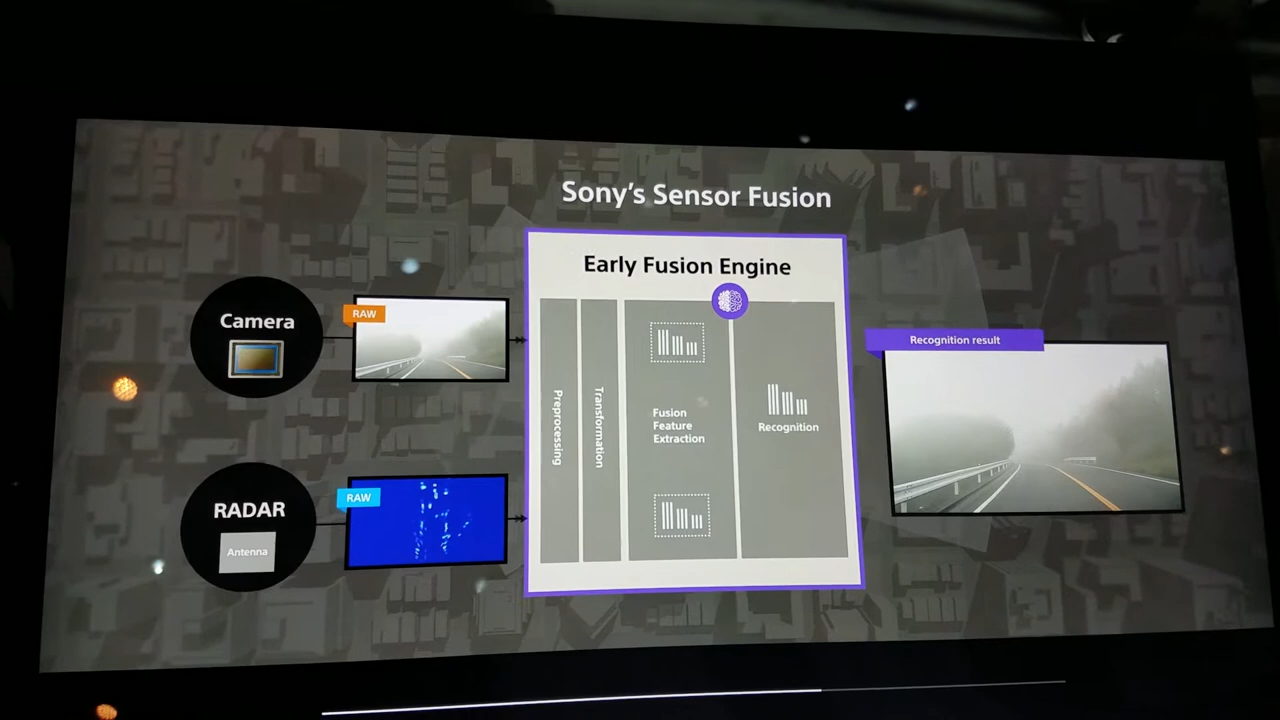 Sony's Sensor Fusion
Early Fusion Engine
Camera
RAW
RADAR
Antenna
RAW
Preprocessing
Transformation
Fusion
Feature
Extraction
Recognition
Recognition result